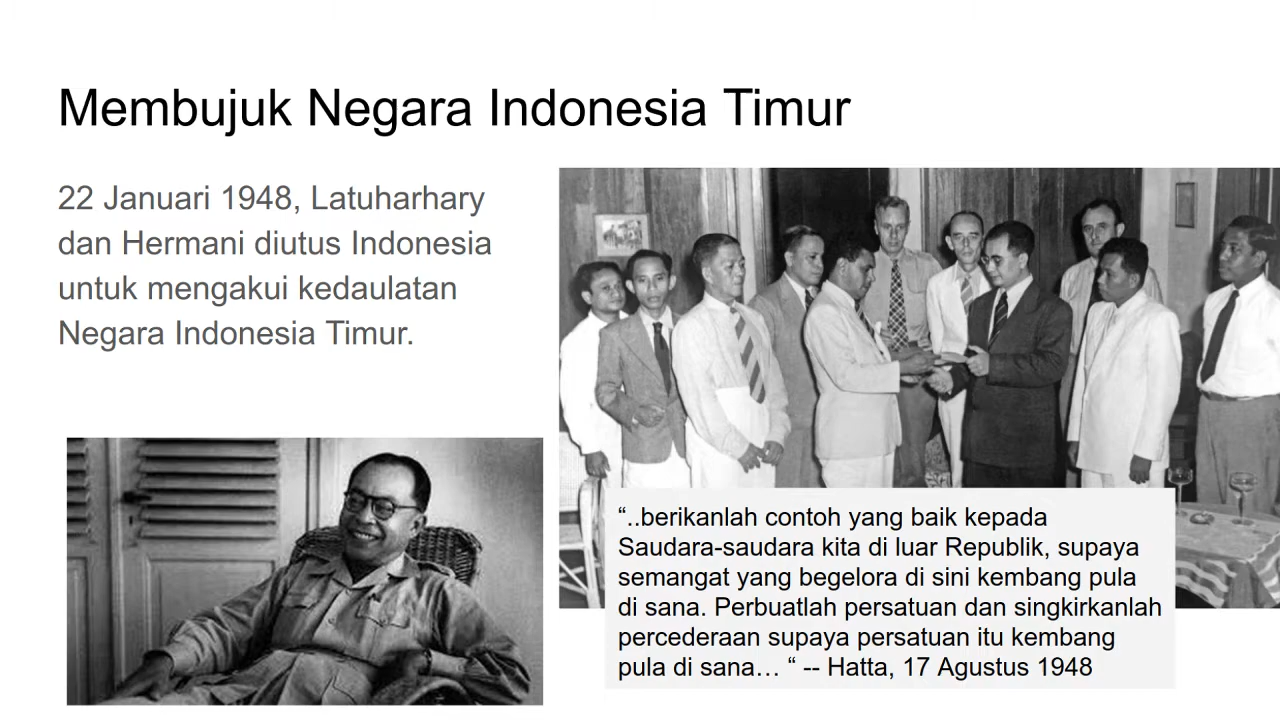 Membujuk Negara Indonesia Timur
22 Januari 1948, Latuharhary
dan Hermani diutus Indonesia
untuk mengakui kedaulatan
Negara Indonesia Timur.
“..berikanlah contoh yang baik kepada
Saudara-saudara kita di luar Republik, supaya
semangat yang begelora di sini kembang pula
di sana. Perbuatlah persatuan dan singkirkanlah
percederaan supaya persatuan itu kembang
pula di sana… “ -- Hatta, 17 Agustus 1948